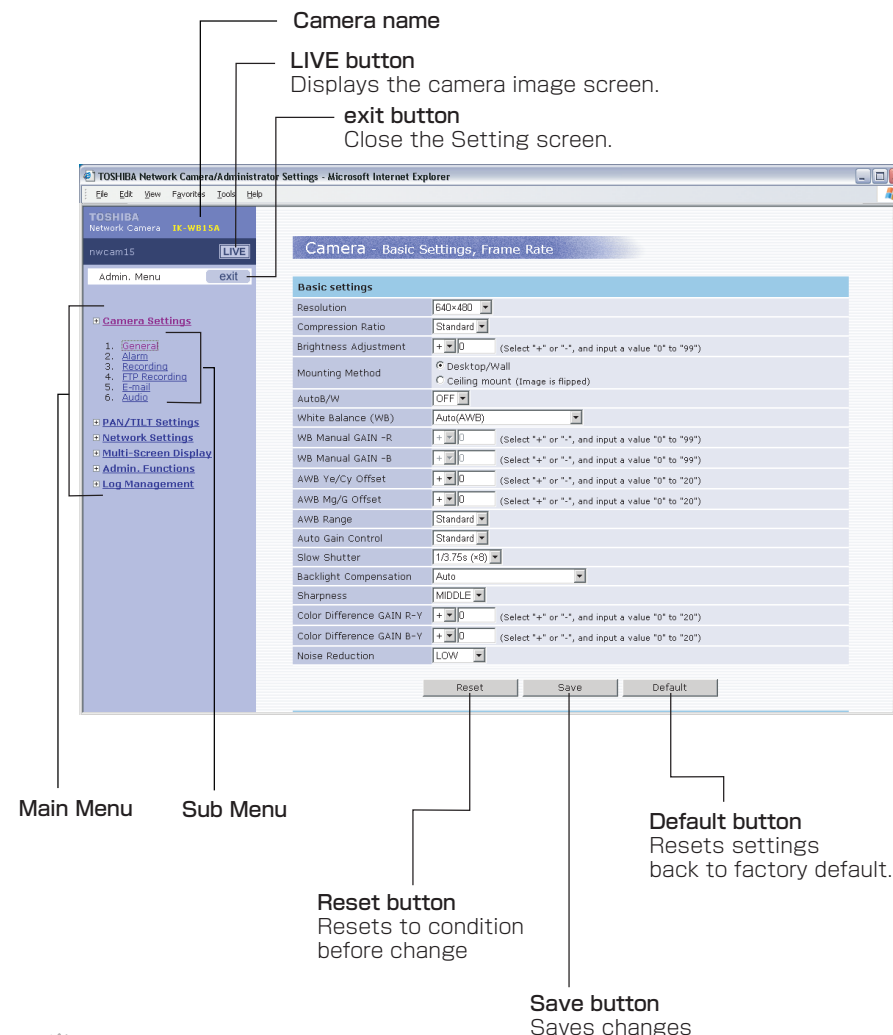 Camera name
LIVE button
Displays the camera image screen.
exit button
Close the Setting screen.
TOSHIBA Network Camera/Administrator Settings - Microsoft Internet Explorer
File Edit View Favorites Tools Help
TOSHIBA
Network Camera IK-WB15A
nwcam15 LIVE
Admin. Menu exit
Camera Settings
1. General
2. Alarm
3. Recording
4. FTP Recording
5. E-mail
6. Audio
PAN/TILT Settings
Network Settings
Multi-Screen Display
Admin. Functions
Log Management
Camera - Basic Settings, Frame Rate
Basic settings
Resolution 640×480
Compression Ratio Standard
Brightness Adjustment + 0 (Select "+" or "-", and input a value "0" to "99")
Mounting Method Desktop/Wall
Ceiling mount (Image is flipped)
AutoB/W OFF
White Balance (WB) Auto(AWB)
WB Manual GAIN -R + 0 (Select "+" or "-", and input a value "0" to "99")
WB Manual GAIN -B + 0 (Select "+" or "-", and input a value "0" to "99")
AWB Ye/Cy Offset + 0 (Select "+" or "-", and input a value "0" to "20")
AWB Mg/G Offset + 0 (Select "+" or "-", and input a value "0" to "20")
AWB Range Standard
Auto Gain Control Standard
Slow Shutter 1/3.75s (×8)
Backlight Compensation Auto
Sharpness MIDDLE
Color Difference GAIN R-Y + 0 (Select "+" or "-", and input a value "0" to "20")
Color Difference GAIN B-Y + 0 (Select "+" or "-", and input a value "0" to "20")
Noise Reduction LOW
Reset Save Default
Main Menu Sub Menu
Default button
Resets settings
back to factory default.
Reset button
Resets to condition
before change
Save button
Saves changes